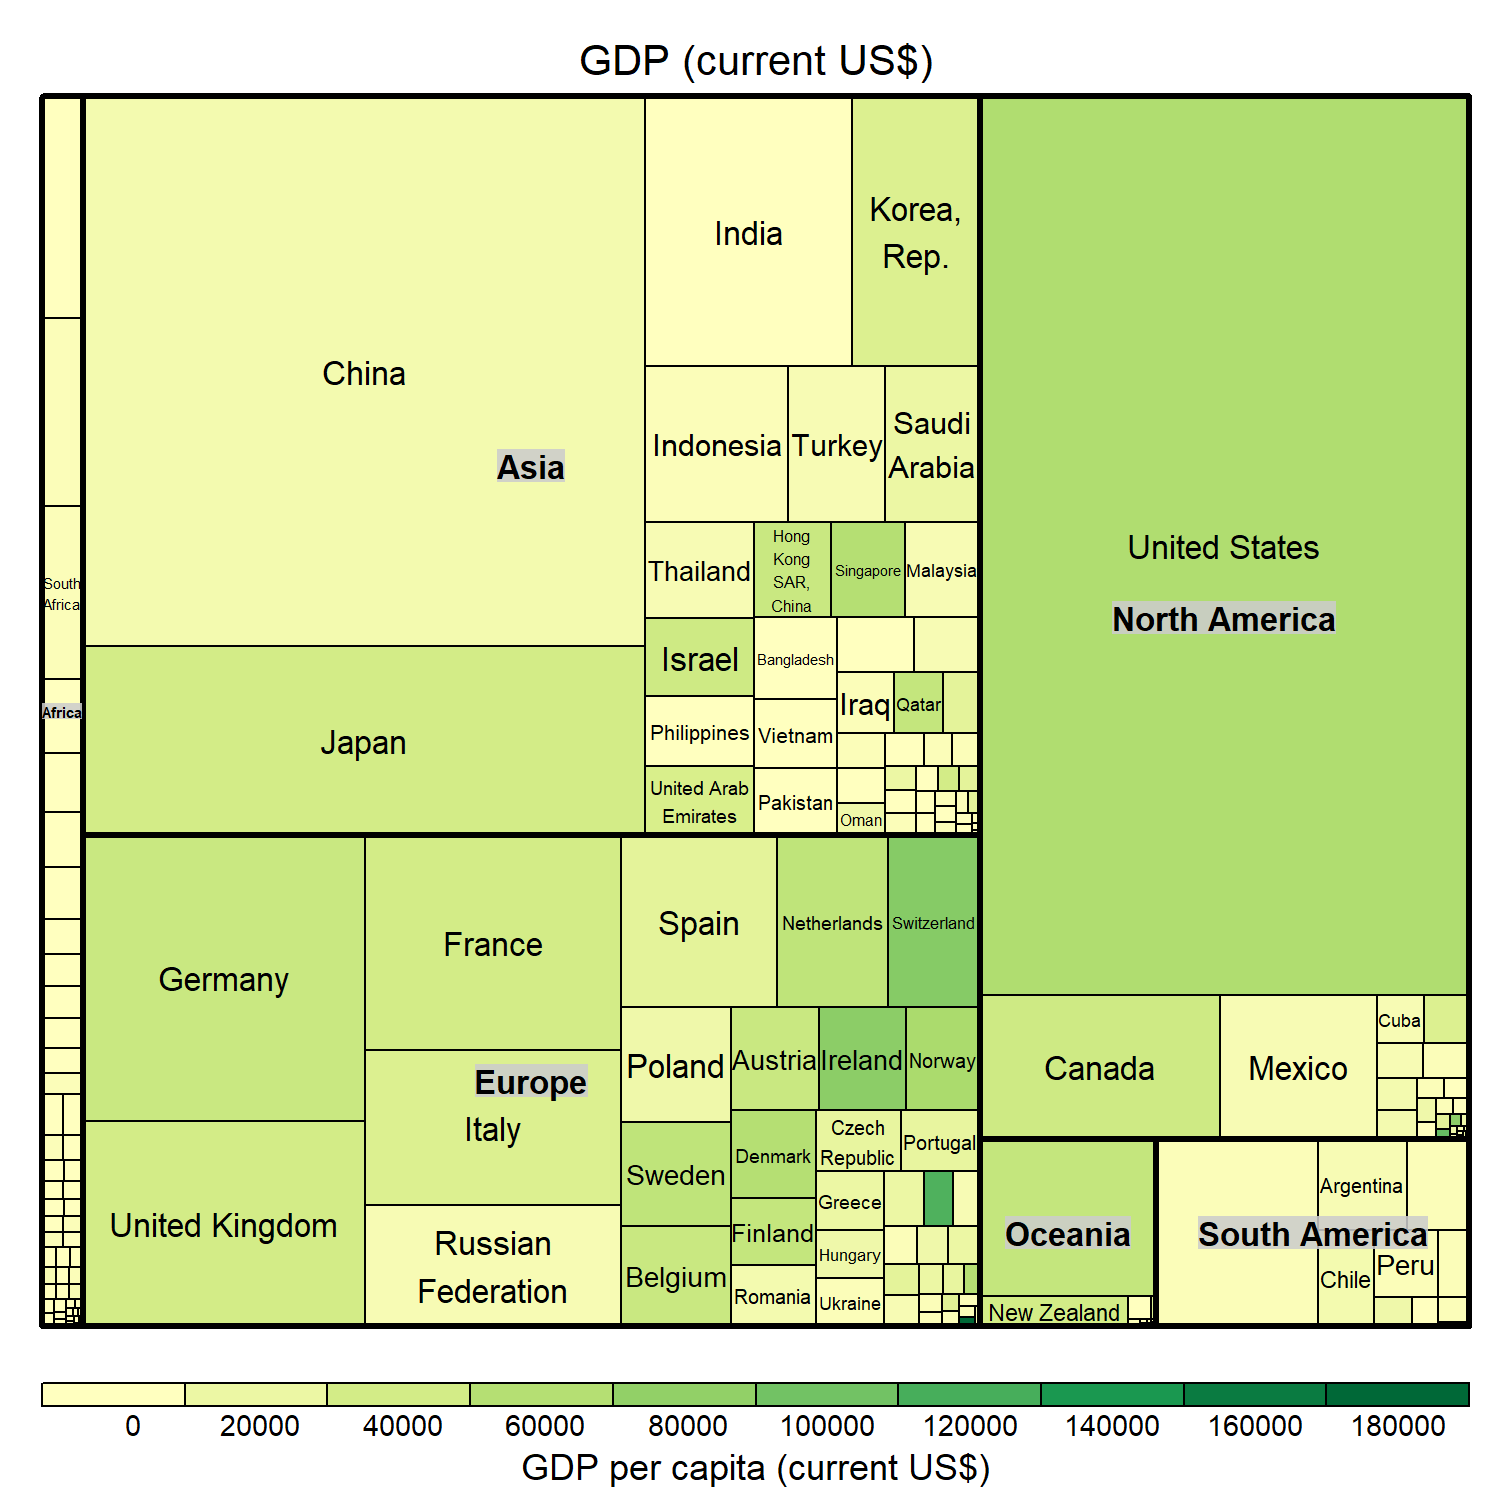 GDP (current US$)
South
Africa
Africa
China
Asia
Japan
India
Korea,
Rep.
Indonesia
Turkey
Saudi
Arabia
Thailand
Hong
Kong
SAR,
China
Singapore
Malaysia
Israel
Bangladesh
Iraq
Qatar
Philippines
Vietnam
United Arab
Emirates
Pakistan
Oman
Germany
United Kingdom
France
Europe
Italy
Russian
Federation
Spain
Netherlands
Switzerland
Poland
Austria
Ireland
Norway
Sweden
Denmark
Czech
Republic
Portugal
Belgium
Finland
Greece
Hungary
Romania
Ukraine
United States
North America
Canada
Mexico
Cuba
Oceania
New Zealand
South America
Argentina
Chile
Peru
0 20000 40000 60000 80000 100000 120000 140000 160000 180000
GDP per capita (current US$)